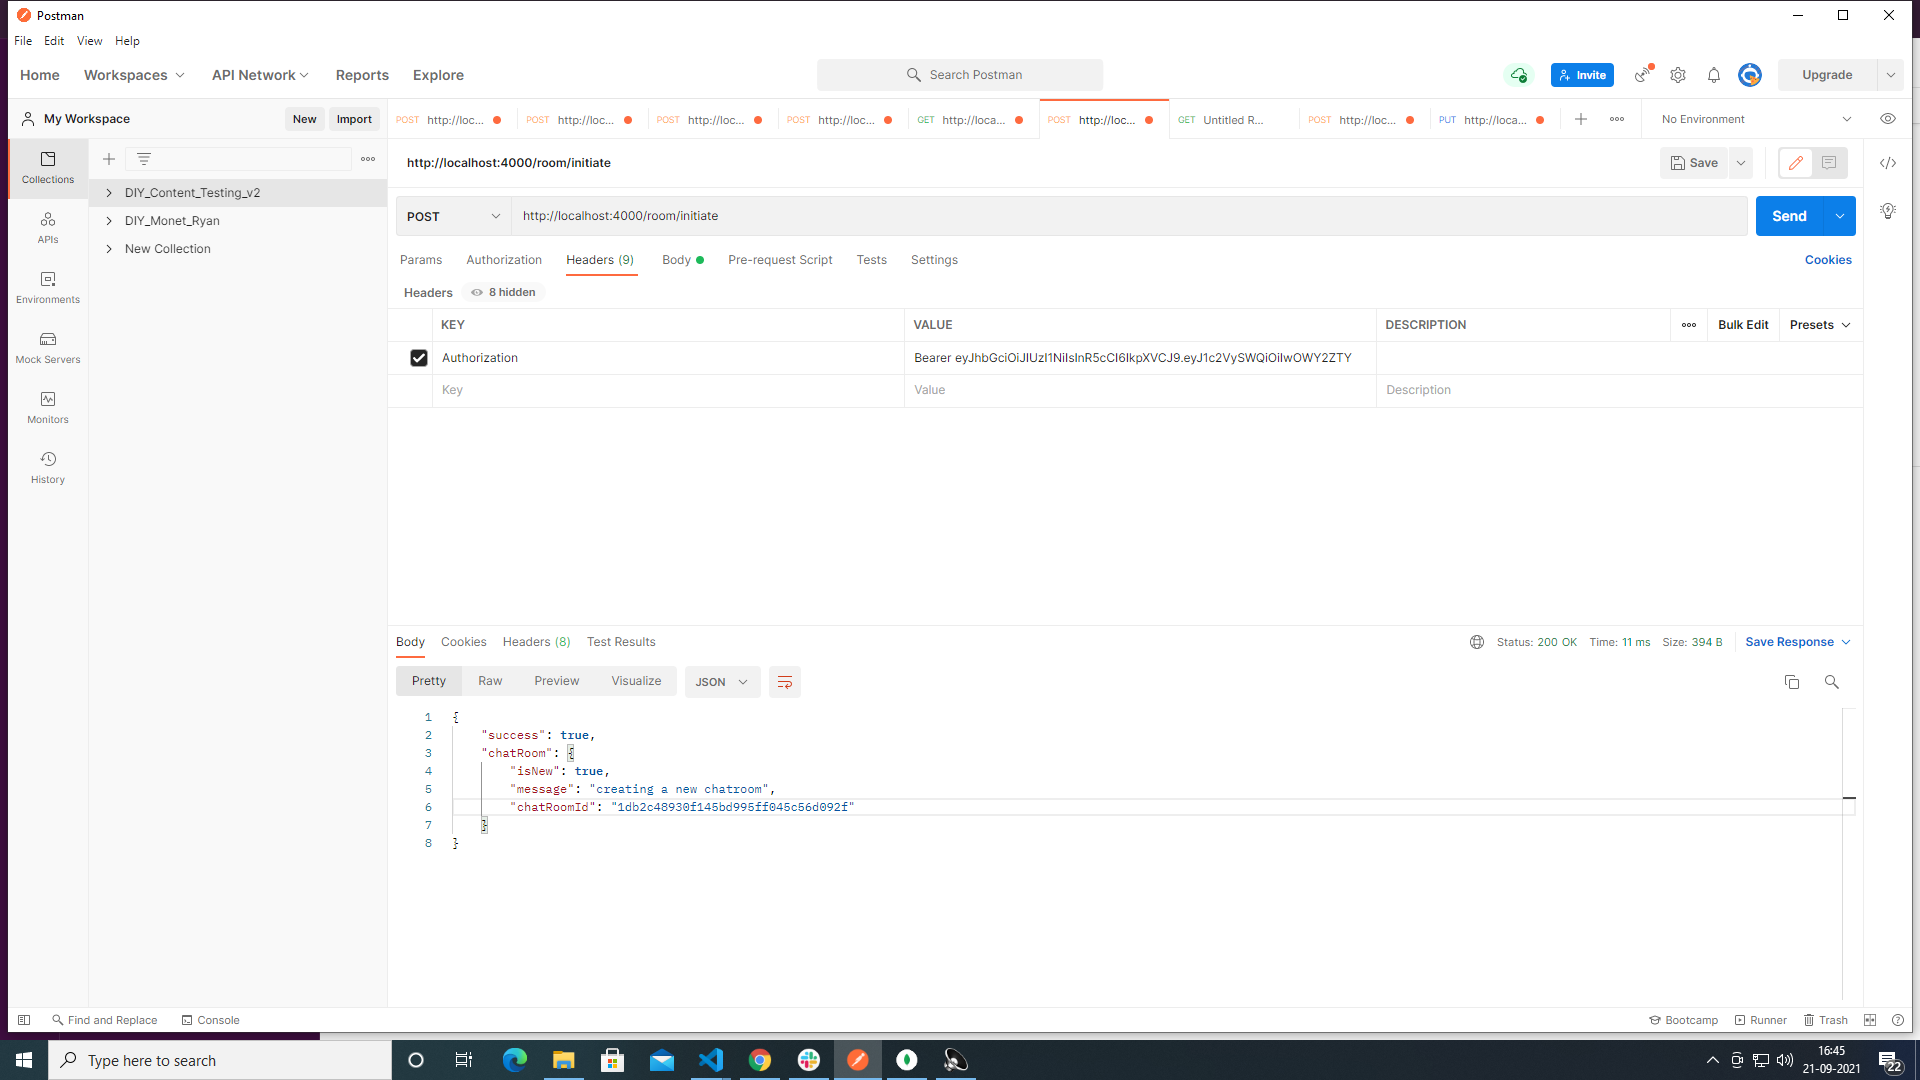 Postman
File Edit View Help
Home Workspaces API Network Reports Explore Search Postman Invite Upgrade
My Workspace New Import POST http://loc... POST http://loc... POST http://loc... POST http://loc... GET http://loca... POST http://loc... GET Untitled R... POST http://loc... PUT http://loca... No Environment
http://localhost:4000/room/initiate Save
Collections
APIs
Environments
Mock Servers
Monitors
History
DIY_Content_Testing_v2
DIY_Monet_Ryan
New Collection
POST http://localhost:4000/room/initiate Send
Params Authorization Headers (9) Body Pre-request Script Tests Settings Cookies
Headers 8 hidden
KEY VALUE DESCRIPTION Bulk Edit Presets
Authorization Bearer eyJhbGciOiJIUzI1NiIsInR5cCI6IkpXVCJ9.eyJ1c2VySWQiOiIwOWY2ZTY
Key Value Description
Body Cookies Headers (8) Test Results Status: 200 OK Time: 11 ms Size: 394 B Save Response
Pretty Raw Preview Visualize JSON
1 {
2 "success": true,
3 "chatRoom": {
4 "isNew": true,
5 "message": "creating a new chatroom",
6 "chatRoomId": "1db2c48930f145bd995ff045c56d092f"
7 }
8 }
Find and Replace Console Bootcamp Runner Trash
Type here to search
16:45
21-09-2021
22